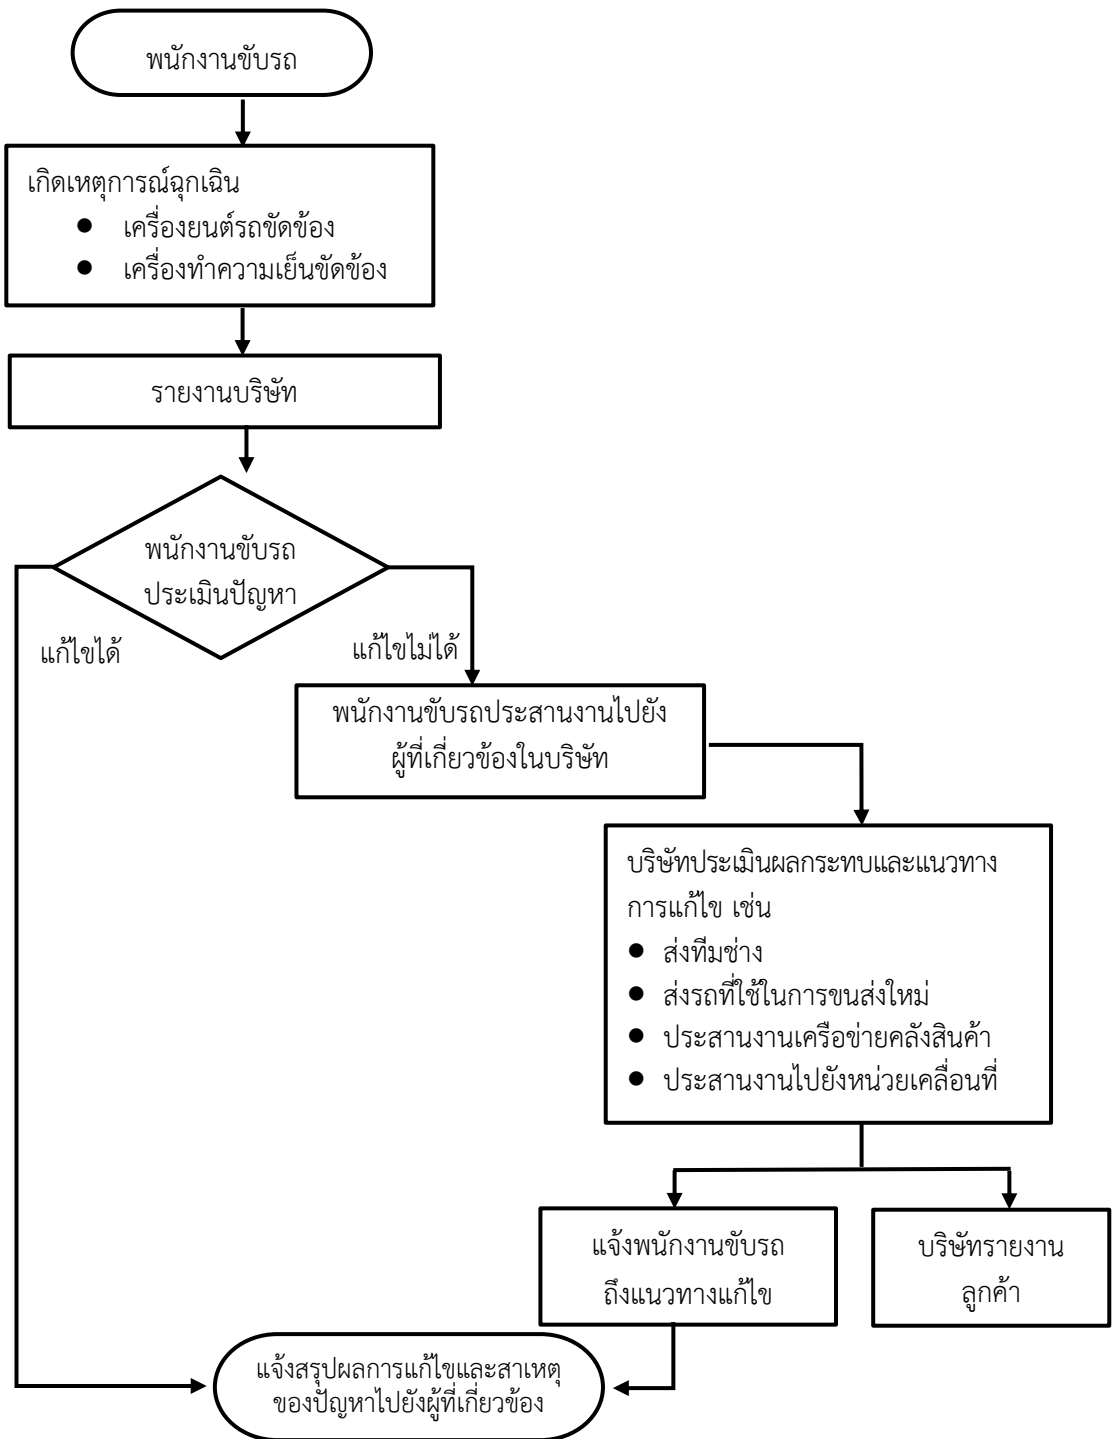 พนักงานขับรถ
เกิดเหตุการณ์ฉุกเฉิน
● เครื่องยนต์รถขัดข้อง
● เครื่องทำความเย็นขัดข้อง
รายงานบริษัท
พนักงานขับรถ
ประเมินปัญหา
แก้ไขได้
แก้ไขไม่ได้
พนักงานขับรถประสานงานไปยัง
ผู้ที่เกี่ยวข้องในบริษัท
บริษัทประเมินผลกระทบและแนวทาง
การแก้ไข เช่น
● ส่งทีมช่าง
● ส่งรถที่ใช้ในการขนส่งใหม่
● ประสานงานเครือข่ายคลังสินค้า
● ประสานงานไปยังหน่วยเคลื่อนที่
แจ้งพนักงานขับรถ
ถึงแนวทางแก้ไข
บริษัทรายงาน
ลูกค้า
แจ้งสรุปผลการแก้ไขและสาเหตุ
ของปัญหาไปยังผู้ที่เกี่ยวข้อง